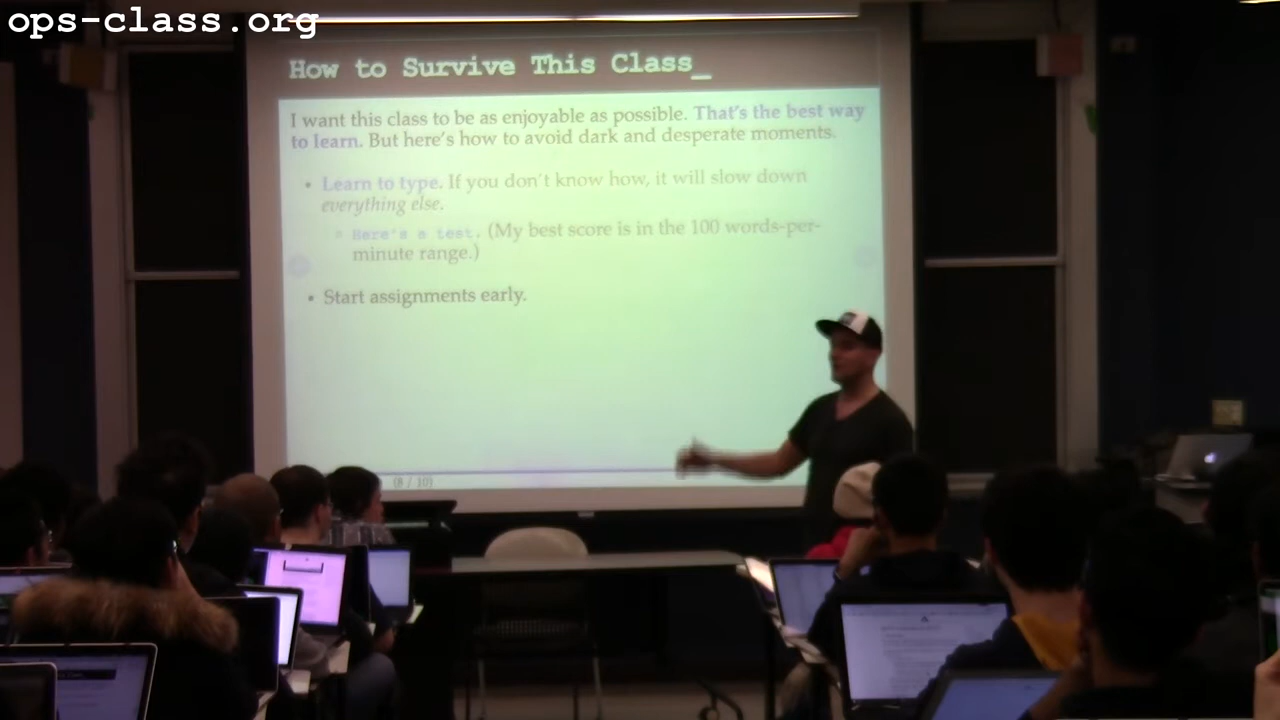 ops-class.org
How to Survive This Class_
I want this class to be as enjoyable as possible. That's the best way
to learn. But here's how to avoid dark and desperate moments.
• Learn to type. If you don't know how, it will slow down
everything else.
Here's a test. (My best score is in the 100 words-per-
minute range.)
• Start assignments early.
(8 / 10)